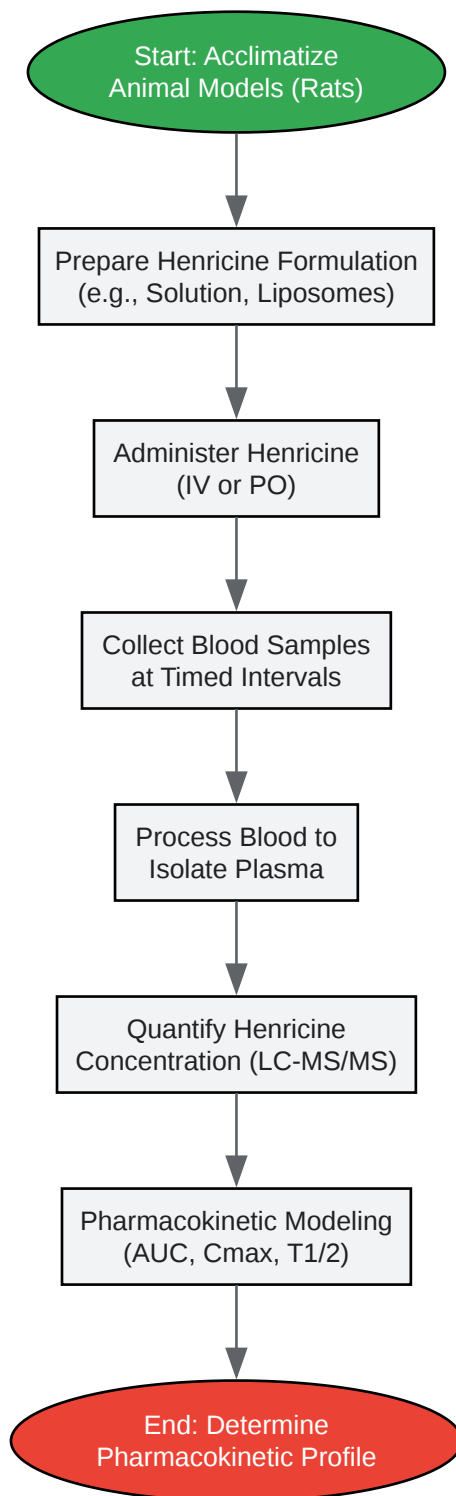 Start: Acclimatize
Animal Models (Rats)
Prepare Henricine Formulation
(e.g., Solution, Liposomes)
Administer Henricine
(IV or PO)
Collect Blood Samples
at Timed Intervals
Process Blood to
Isolate Plasma
Quantify Henricine
Concentration (LC-MS/MS)
Pharmacokinetic Modeling
(AUC, Cmax, T1/2)
End: Determine
Pharmacokinetic Profile